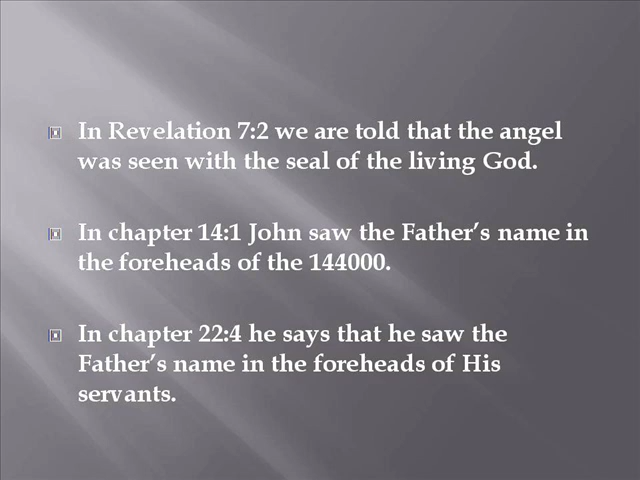 In Revelation 7:2 we are told that the angel
was seen with the seal of the living God.
In chapter 14:1 John saw the Father’s name in
the foreheads of the 144000.
In chapter 22:4 he says that he saw the
Father’s name in the foreheads of His
servants.